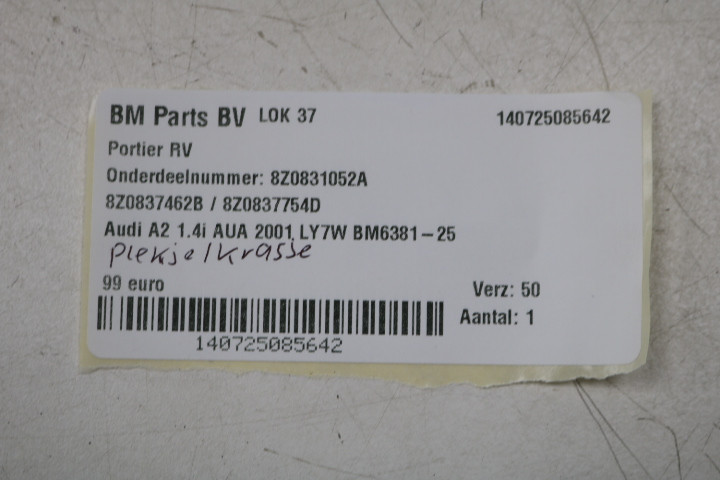 BM Parts BV LOK 37 140725085642
Portier RV
Onderdeelnummer: 8Z0831052A
8Z0837462B / 8Z0837754D
Audi A2 1.4i AUA 2001 LY7W BM6381-25
plekje/krasse
99 euro Verz: 50
Aantal: 1
140725085642